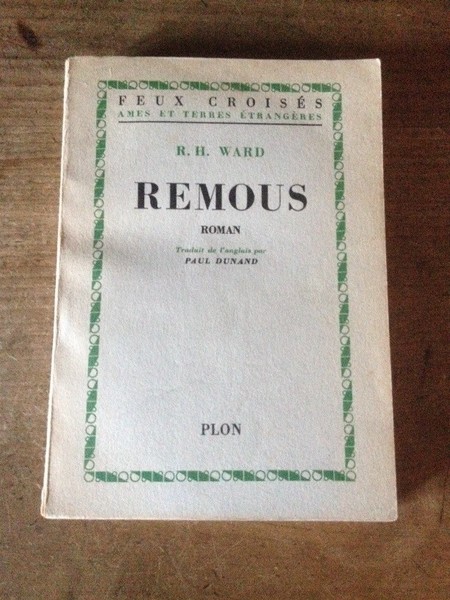 FEUX CROISÉS
AMES ET TERRES ÉTRANGÈRES
R. H. WARD
REMOUS
ROMAN
Traduit de l'anglais par
PAUL DUNAND
PLON